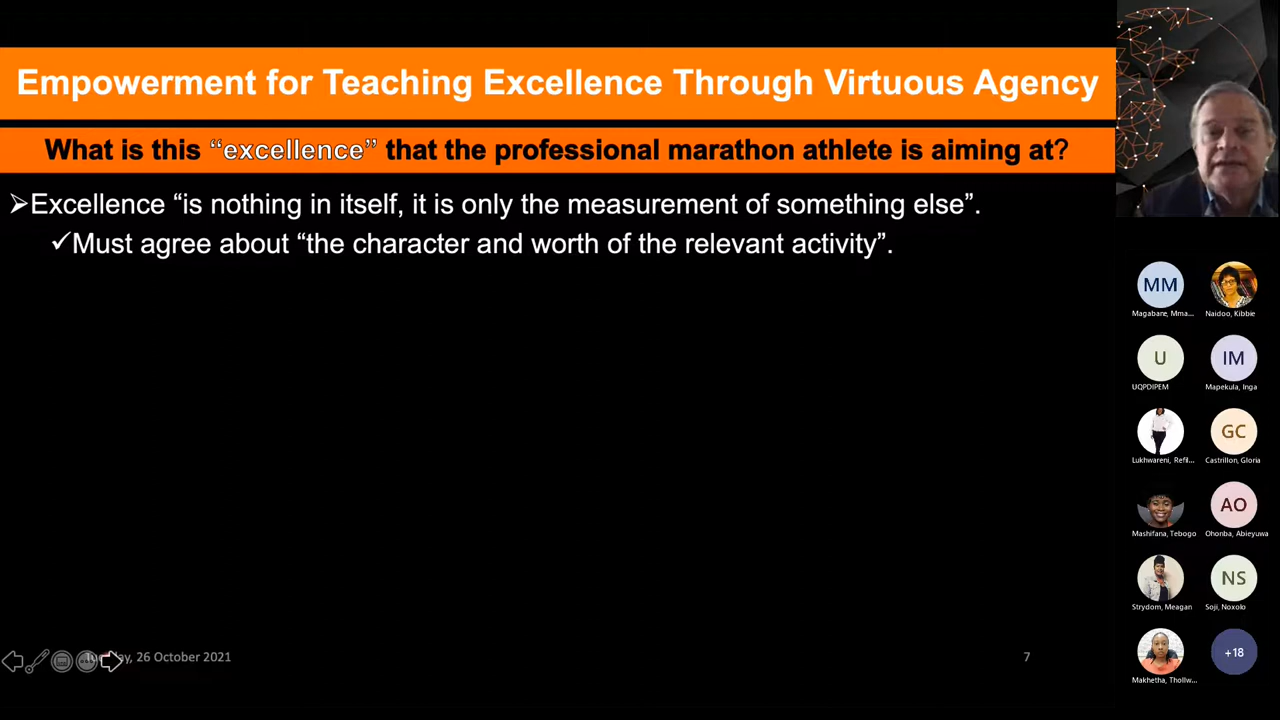 Empowerment for Teaching Excellence Through Virtuous Agency
What is this “excellence” that the professional marathon athlete is aiming at?
➢Excellence “is nothing in itself, it is only the measurement of something else”.
✓Must agree about “the character and worth of the relevant activity”.
MM
Magabane, Mma...
Naidoo, Kibbie
U
IM
UQPDIPEM
Mapekula, Inga
GC
Lukhwareni, Refil...
Castrillon, Gloria
AO
Mashifana, Tebogo
Ohonba, Abieyuwa
NS
Strydom, Meagan
Soji, Noxolo
+18
Makhetha, Thollw...
26 October 2021
7